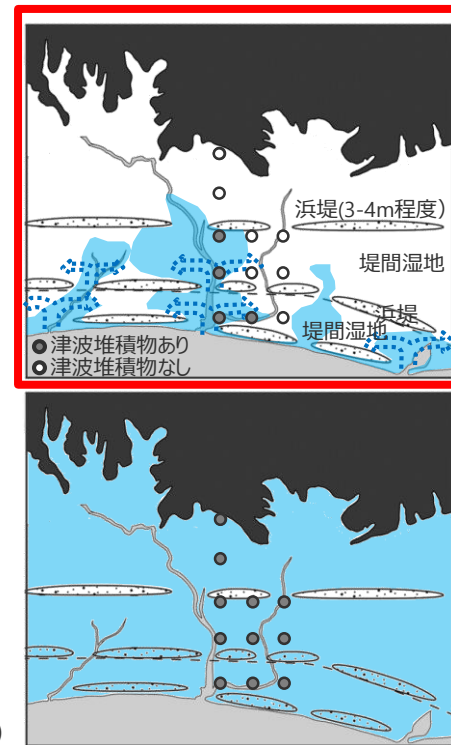 浜堤(3-4m程度)
堤間湿地
浜堤
堤間湿地
津波堆積物あり
津波堆積物なし
)